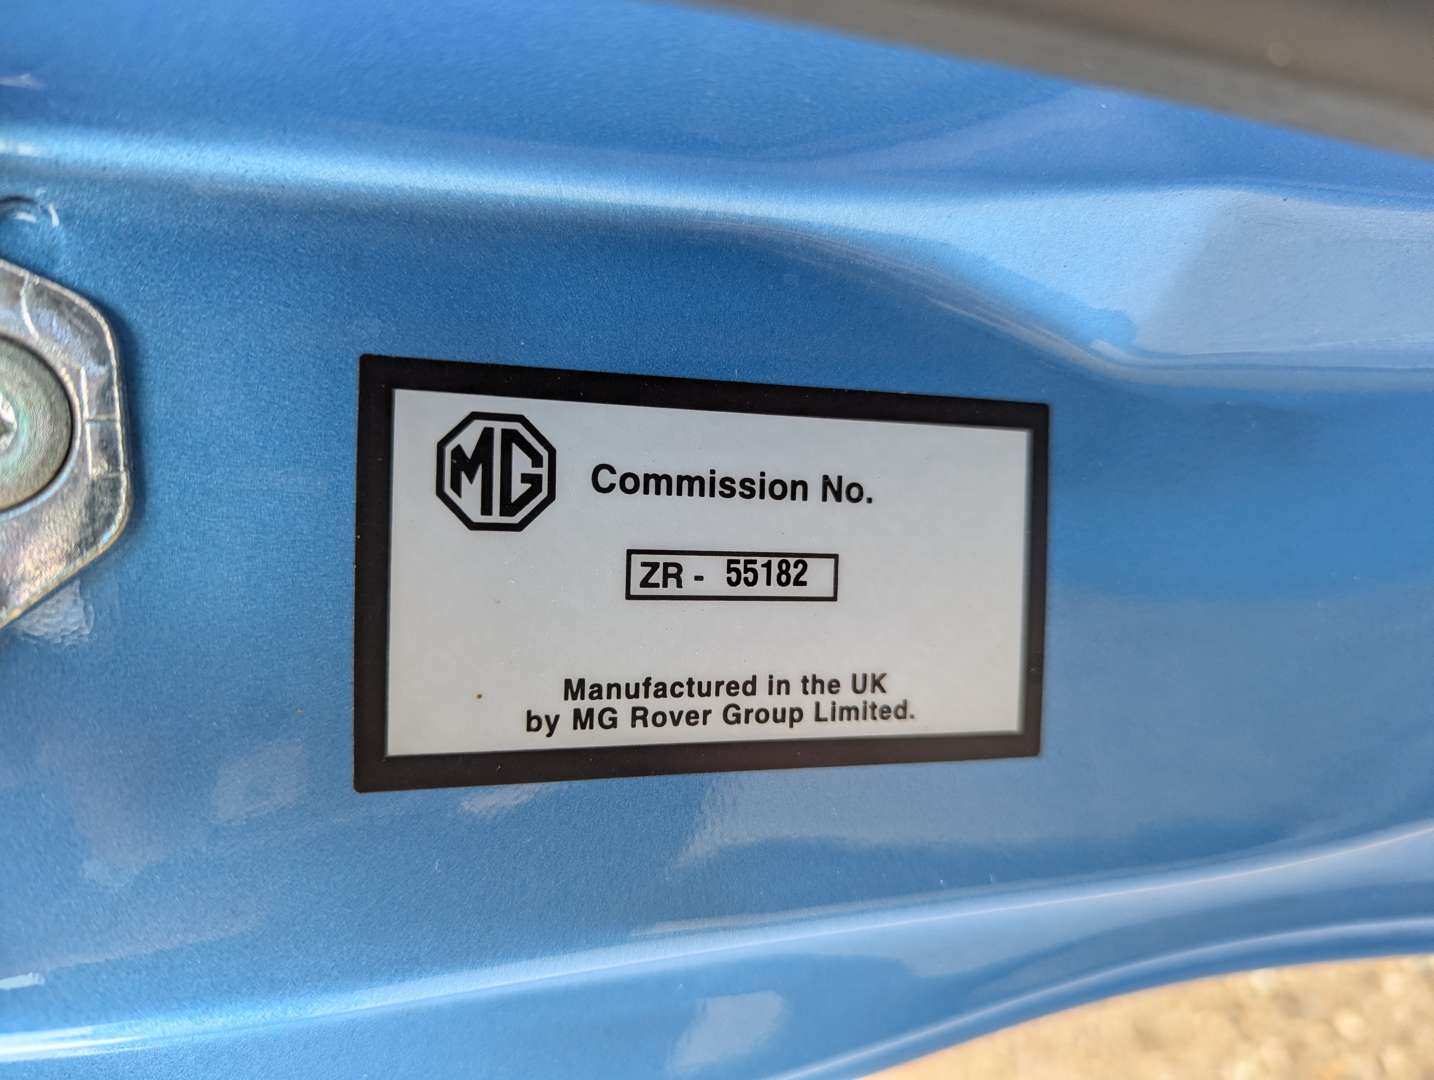 MG
Commission No.
ZR - 55182
Manufactured in the UK
by MG Rover Group Limited.